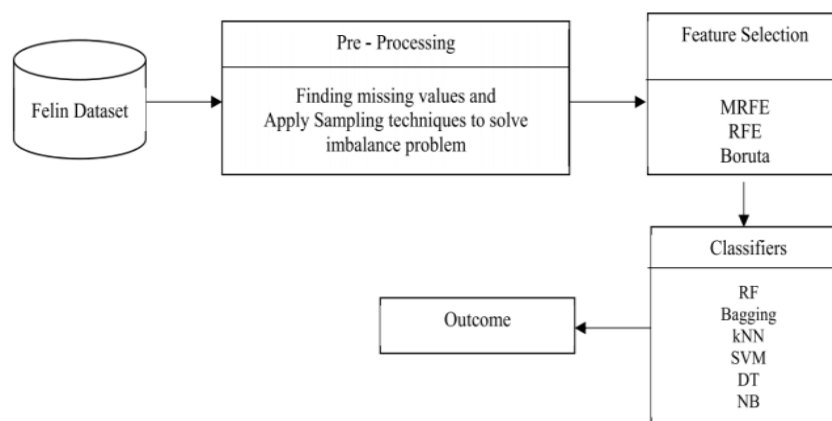 Felin Dataset
Pre - Processing
Finding missing values and
Apply Sampling techniques to solve
imbalance problem
Feature Selection
MRFE
RFE
Boruta
Classifiers
RF
Bagging
kNN
SVM
DT
NB
Outcome